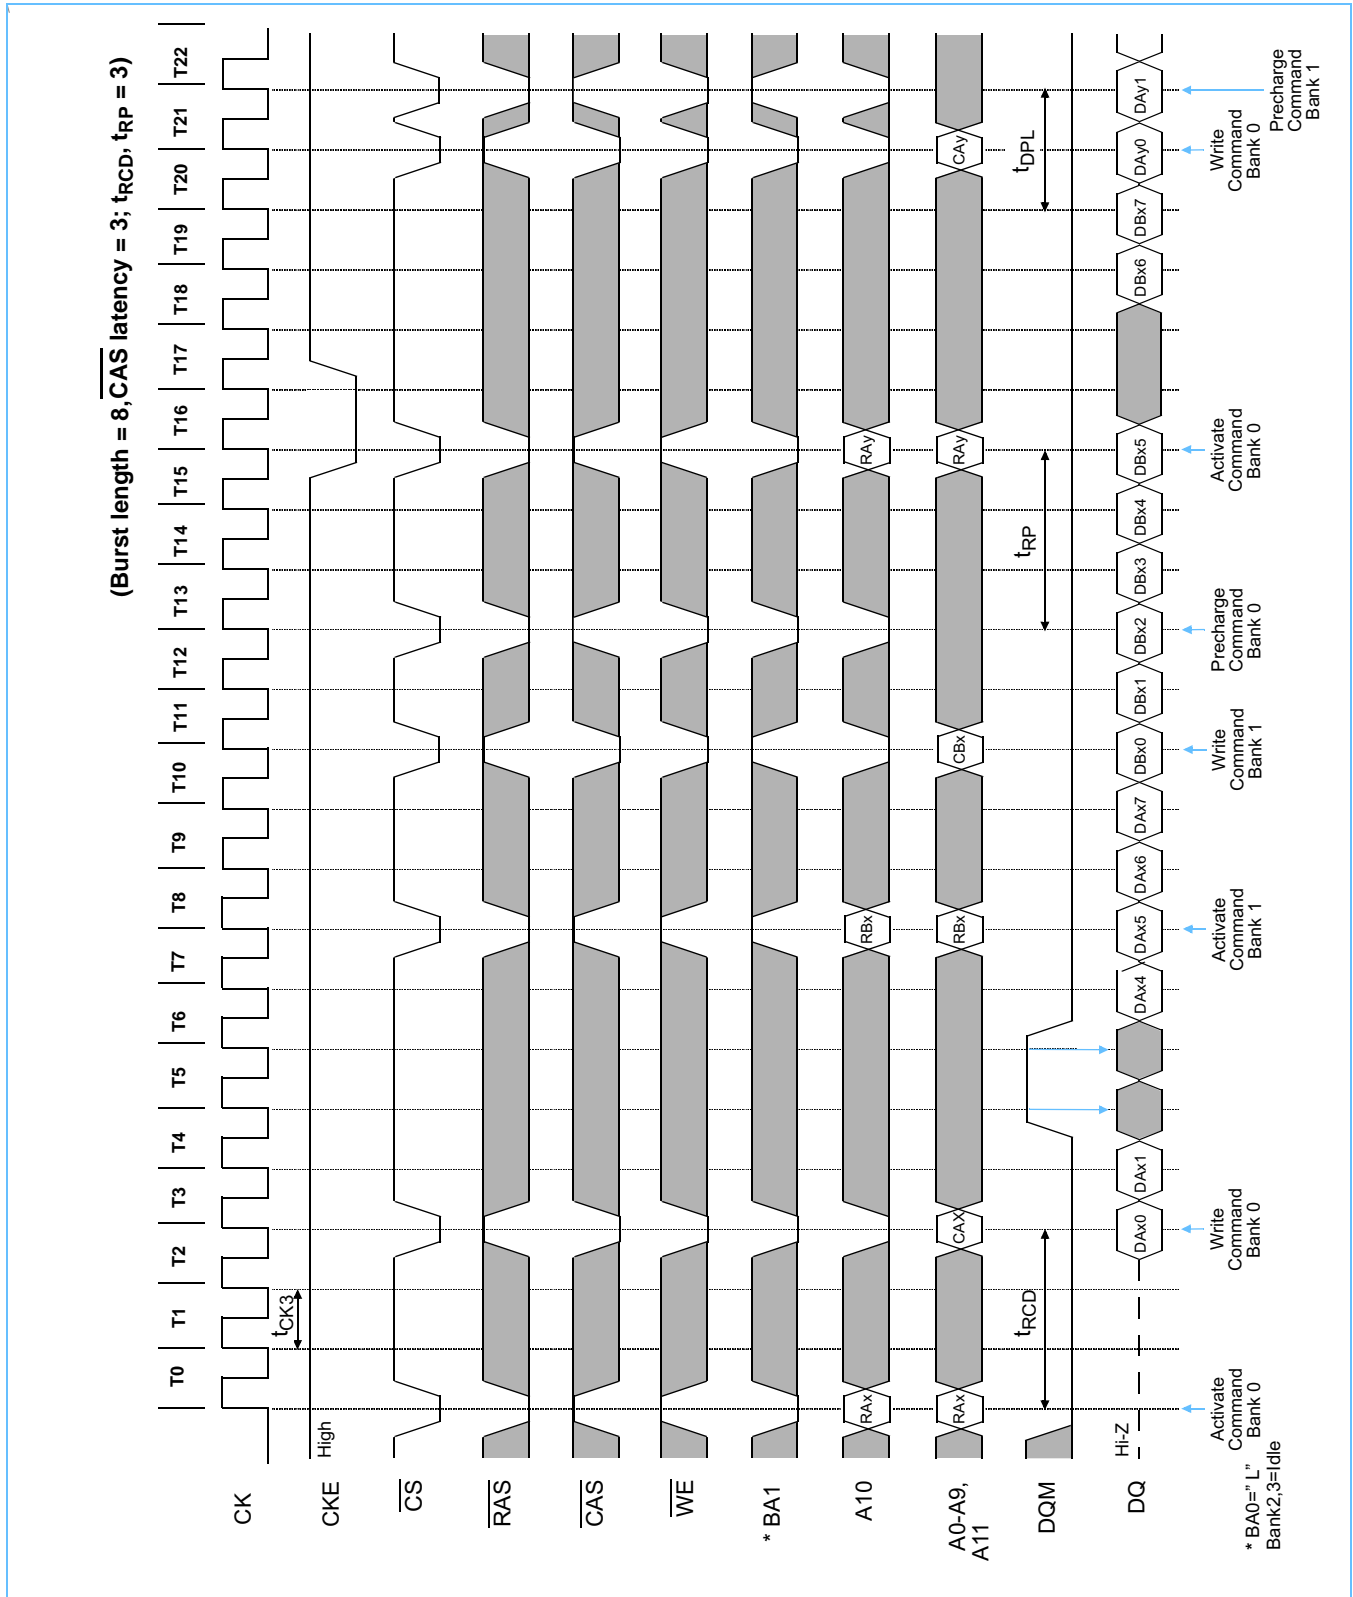 (Burst length = 8, CAS latency = 3; tRCD, tRP = 3)
T0 T1 T2 T3 T4 T5 T6 T7 T8 T9 T10 T11 T12 T13 T14 T15 T16 T17 T18 T19 T20 T21 T22
CK
tCK3
CKE
High
CS
RAS
CAS
WE
* BA1
A10
RAx RBx RAy
A0-A9,
A11
RAx CAX RBx CBx RAy CAy
DQM
tRCD tRP tDPL
DQ
Hi-Z
DAx0 DAx1 DAx4 DAx5 DAx6 DAx7 DBx0 DBx1 DBx2 DBx3 DBx4 DBx5 DBx6 DBx7 DAy0 DAy1
Activate
Command
Bank 0
Write
Command
Bank 0
Activate
Command
Bank 1
Write
Command
Bank 1
Precharge
Command
Bank 0
Activate
Command
Bank 0
Write
Command
Bank 0
Precharge
Command
Bank 1
* BA0=" L"
Bank2,3=Idle